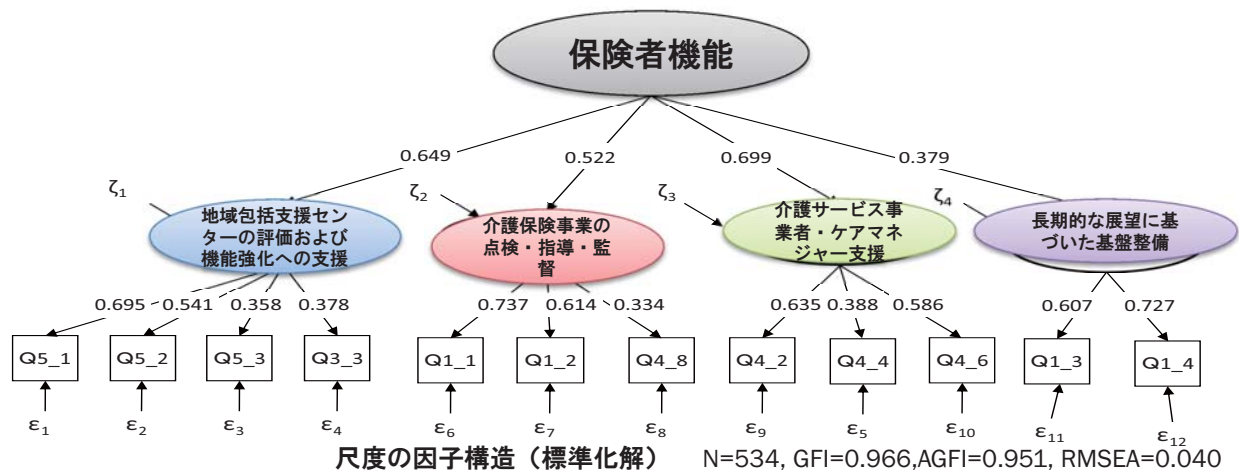 保険者機能
0.649
0.522
0.699
0.379
ζ1
ζ2
ζ3
ζ4
地域包括支援セン
ターの評価および
機能強化への支援
介護保険事業の
点検・指導・監
督
介護サービス事
業者・ケアマネ
ジャー支援
長期的な展望に基
づいた基盤整備
0.695 0.541 0.358 0.378
0.737 0.614 0.334
0.635 0.388 0.586
0.607 0.727
Q5_1 Q5_2 Q5_3 Q3_3 Q1_1 Q1_2 Q4_8 Q4_2 Q4_4 Q4_6 Q1_3 Q1_4
ε1 ε2 ε3 ε4 ε6 ε7 ε8 ε9 ε5 ε10 ε11 ε12
尺度の因子構造（標準化解） N=534, GFI=0.966,AGFI=0.951, RMSEA=0.040